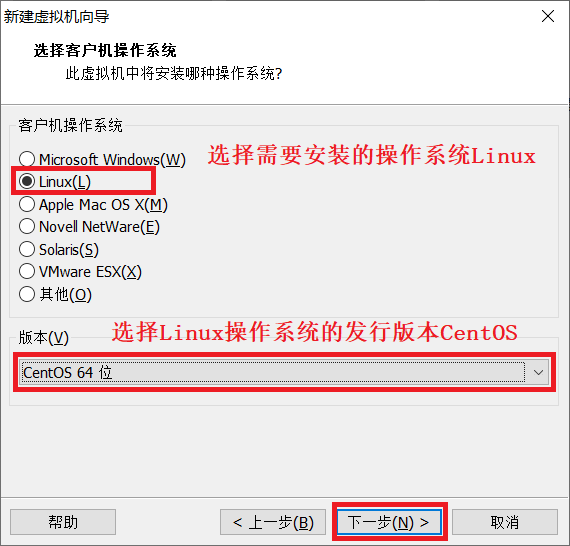 新建虚拟机向导
选择客户机操作系统
此虚拟机中将安装哪种操作系统?
客户机操作系统
Microsoft Windows(W)
选择需要安装的操作系统Linux
Linux(L)
Apple Mac OS X(M)
Novell NetWare(E)
Solaris(S)
VMware ESX(X)
其他(O)
版本(V)
选择Linux操作系统的发行版本CentOS
CentOS 64 位
帮助
< 上一步(B)
下一步(N) >
取消